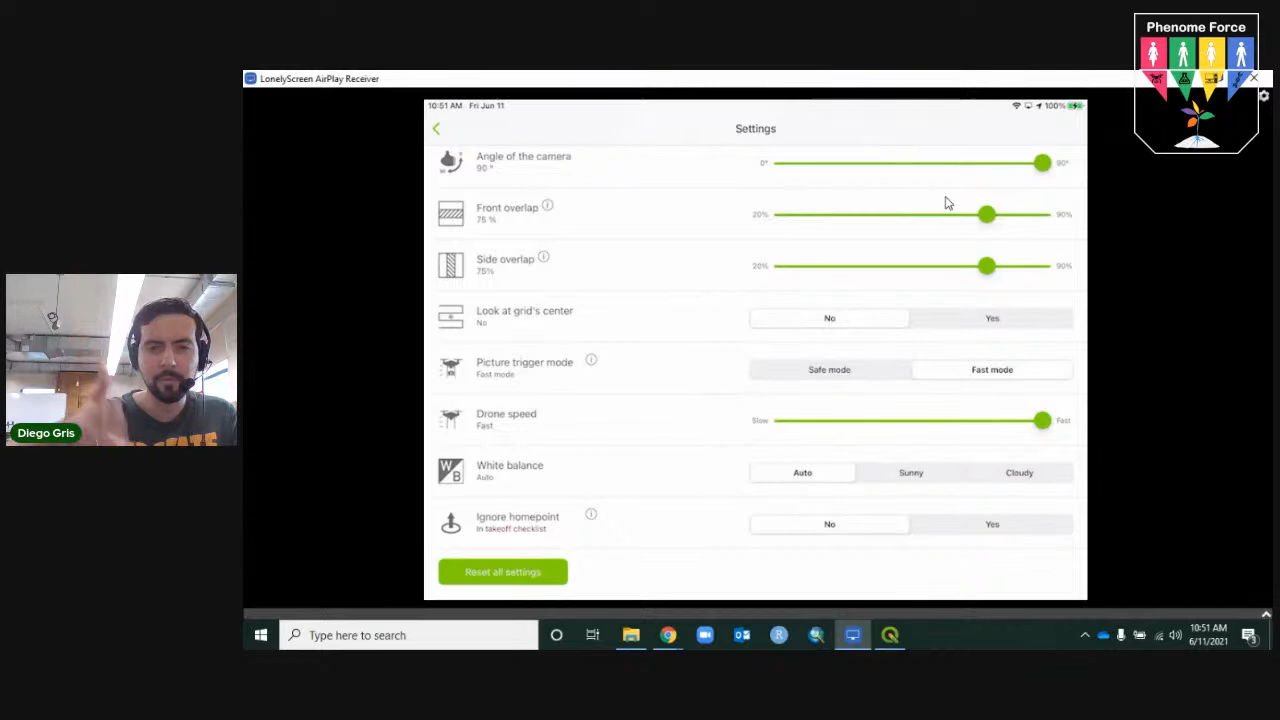 Phenome Force
LonelyScreen AirPlay Receiver
10:51 AM Fri Jun 11
100%
Settings
Angle of the camera
90 °
0°
90°
Front overlap
75 %
20%
90%
Side overlap
75%
20%
90%
Look at grid's center
No
No
Yes
Picture trigger mode
Fast mode
Safe mode
Fast mode
Drone speed
Fast
Slow
Fast
White balance
Auto
Auto
Sunny
Cloudy
Ignore homepoint
In takeoff checklist
No
Yes
Reset all settings
Diego Gris
Type here to search
10:51 AM
6/11/2021